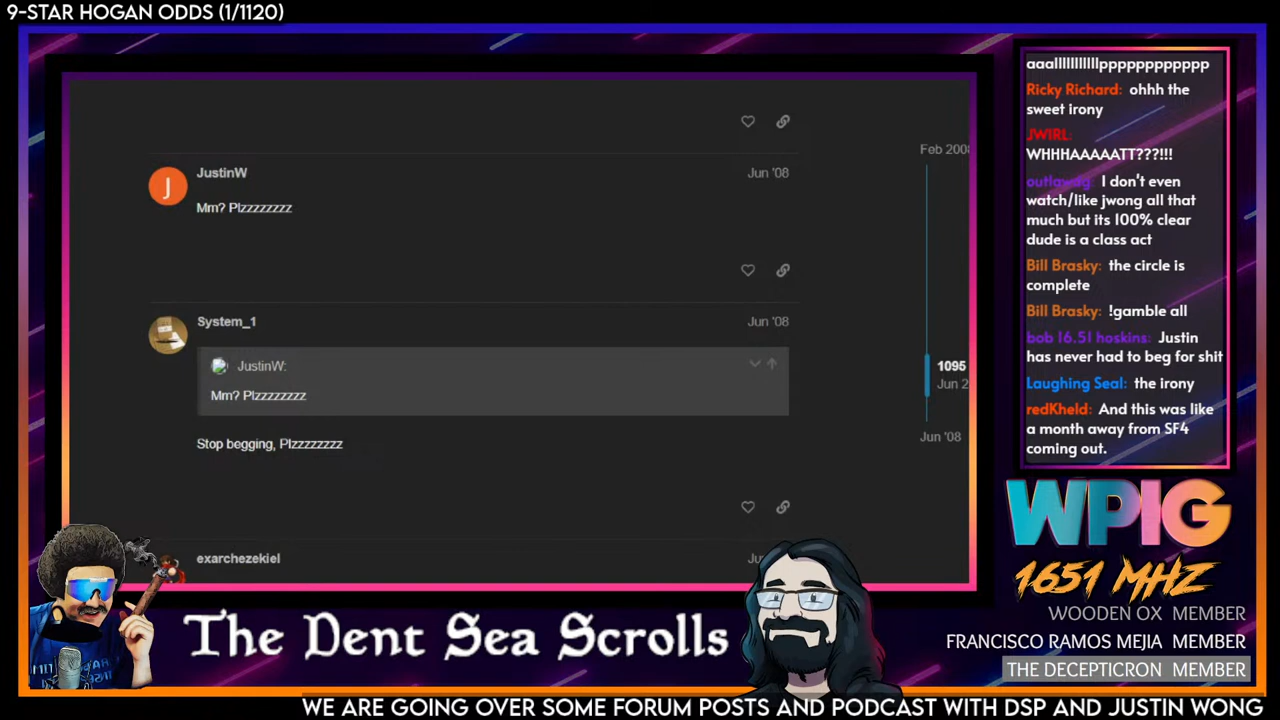 9-STAR HOGAN ODDS (1/1120)
JustinW
Jun '08
Mm? Plzzzzzzzz
System_1
Jun '08
JustinW:
Mm? Plzzzzzzzz
Stop begging, Plzzzzzzzz
exarchezekiel
Feb 2008
1095
Jun 2
Jun '08
Ricky Richard: ohhh the
sweet irony
JWIRL:
WHHHAAAAATT???!!!
I don't even
watch/like jwong all that
much but its 100% clear
dude is a class act
Bill Brasky: the circle is
complete
Bill Brasky: !gamble all
bob 16.51 hoskins: Justin
has never had to beg for shit
Laughing Seal: the irony
redKheld: And this was like
a month away from SF4
coming out.
WPIG
1651 MHZ
WOODEN OX MEMBER
FRANCISCO RAMOS MEJIA MEMBER
THE DECEPTICRON MEMBER
The Dent Sea Scrolls
WE ARE GOING OVER SOME FORUM POSTS AND PODCAST WITH DSP AND JUSTIN WONG